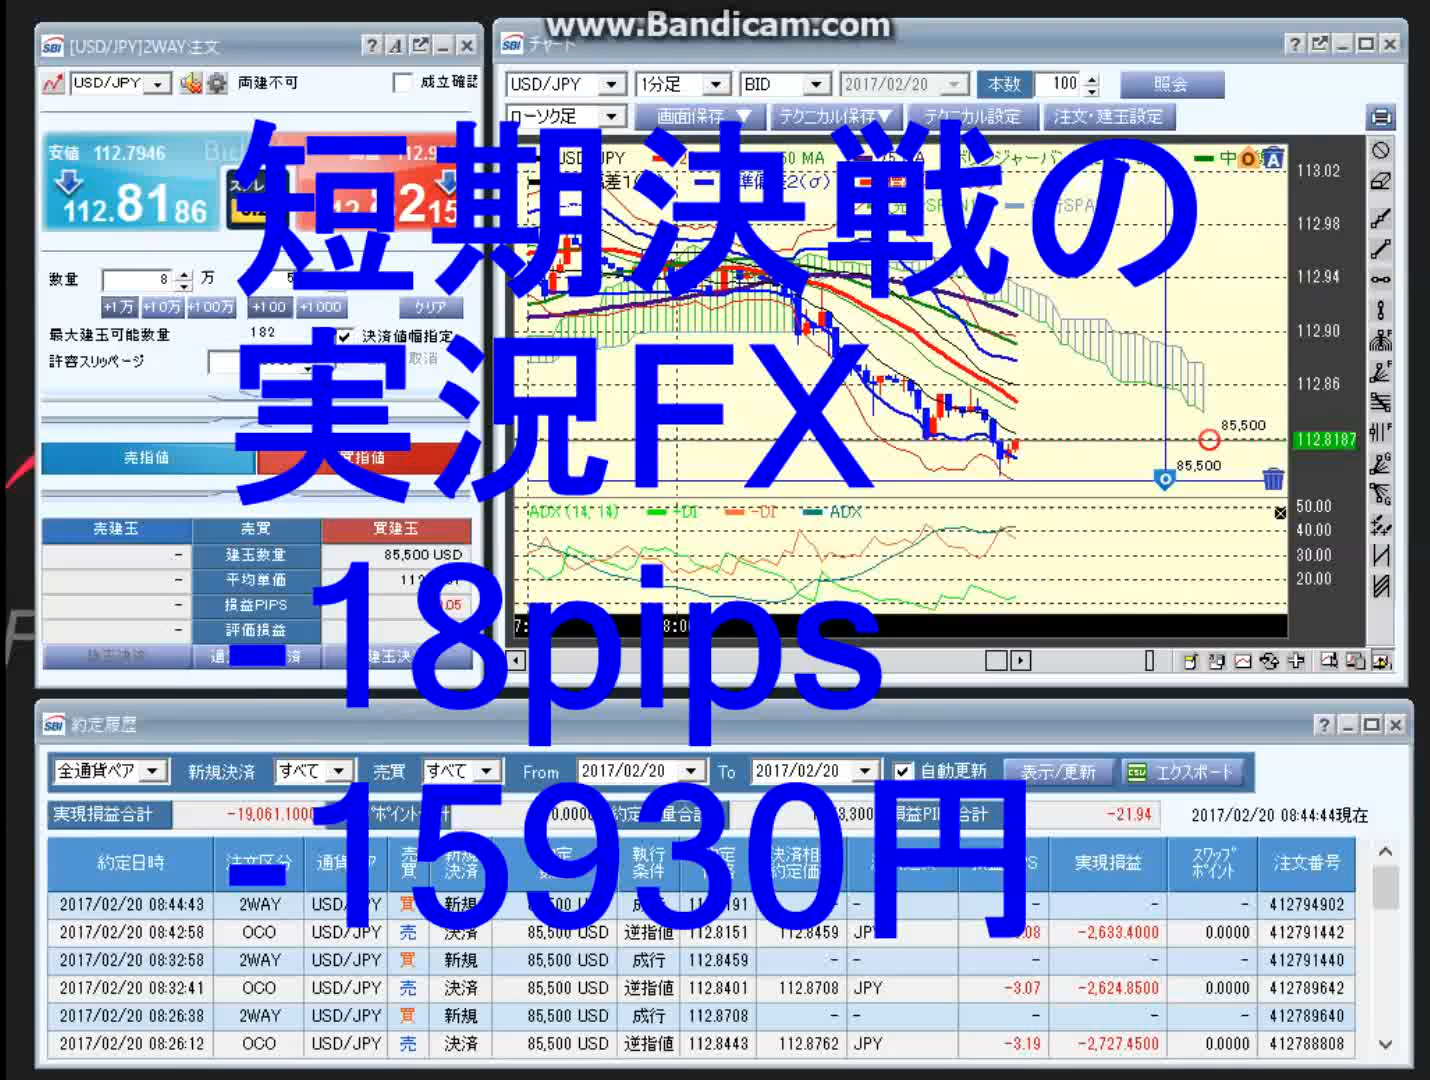 www.Bandicam.com
SBI [USD/JPY]2WAY注文
SBI チャート
USD/JPY 両建不可 成立確認
USD/JPY 1分足 BID 2017/02/20 本数 100 照会
ローソク足 画面保存 テクニカル保存 テクニカル設定 注文・建玉設定
安値 112.7946
112.8186
短期決戦の
実況FX
-18pips
-15930円
数量 8 万
+1万 +10万 +100万 +100 +1000 クリア
最大建玉可能数量 182 決済値幅指定
許容スリッページ 取消
売指値 買指値
売建玉 売買 買建玉
- 建玉数量 85,500 USD
- 平均単価
- 損益PIPS
- 評価損益
113.02
112.98
112.94
112.90
112.86
112.8187
85,500
85,500
ADX(14, 14) +DI -DI ADX
50.00
40.00
30.00
20.00
SBI 約定履歴
全通貨ペア 新規決済 すべて 売買 すべて From 2017/02/20 To 2017/02/20 自動更新 表示/更新 CSV エクスポート
実現損益合計 -19,061.1000 0.0000 -21.94 2017/02/20 08:44:44現在
約定日時 注文区分 売買 執行条件 実現損益 スワップポイント 注文番号
2017/02/20 08:44:43 2WAY USD/JPY 買 新規 - - - 412794902
2017/02/20 08:42:58 OCO USD/JPY 売 決済 85,500 USD 逆指値 112.8151 112.8459 -2,633.4000 0.0000 412791442
2017/02/20 08:32:58 2WAY USD/JPY 買 新規 85,500 USD 成行 112.8459 - - - - - 412791440
2017/02/20 08:32:41 OCO USD/JPY 売 決済 85,500 USD 逆指値 112.8401 112.8708 JPY -3.07 -2,624.8500 0.0000 412789642
2017/02/20 08:26:38 2WAY USD/JPY 買 新規 85,500 USD 成行 112.8708 - - - - - 412789640
2017/02/20 08:26:12 OCO USD/JPY 売 決済 85,500 USD 逆指値 112.8443 112.8762 JPY -3.19 -2,727.4500 0.0000 412788808